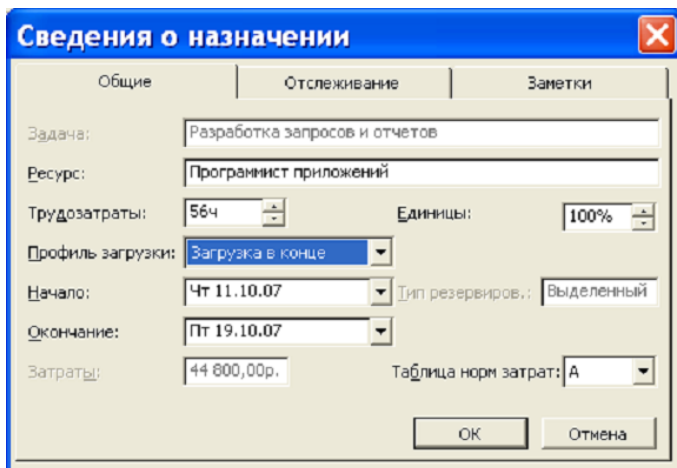 Сведения о назначении
Общие Отслеживание Заметки
Задача: Разработка запросов и отчетов
Ресурс: Программист приложений
Трудозатраты: 56ч Единицы: 100%
Профиль загрузки: Загрузка в конце
Начало: Чт 11.10.07 Тип резервиров.: Выделенный
Окончание: Пт 19.10.07
Затраты: 44 800,00р. Таблица норм затрат: A
ОК Отмена